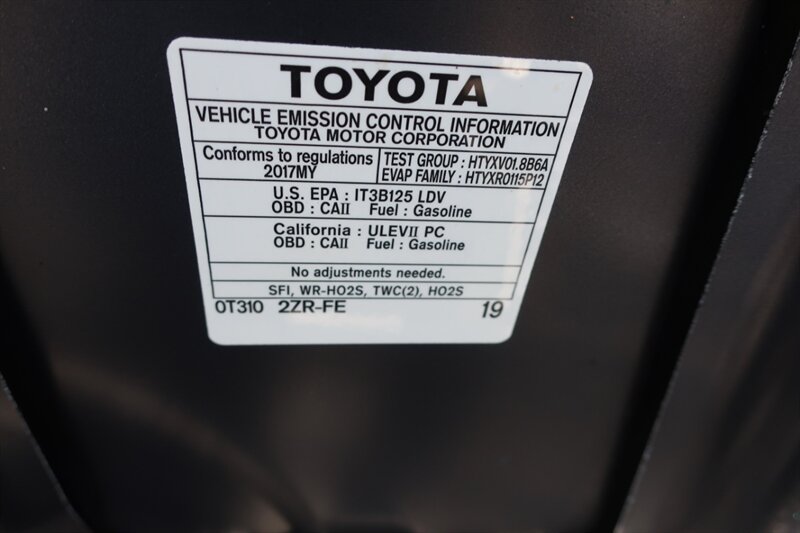 TOYOTA
VEHICLE EMISSION CONTROL INFORMATION
TOYOTA MOTOR CORPORATION
Conforms to regulations
2017MY
TEST GROUP : HTYXV01.8B6A
EVAP FAMILY : HTYXR0115P12
U.S. EPA : IT3B125 LDV
OBD : CAII Fuel : Gasoline
California : ULEVII PC
OBD : CAII Fuel : Gasoline
No adjustments needed.
SFI, WR-HO2S, TWC(2), HO2S
0T310 2ZR-FE 19